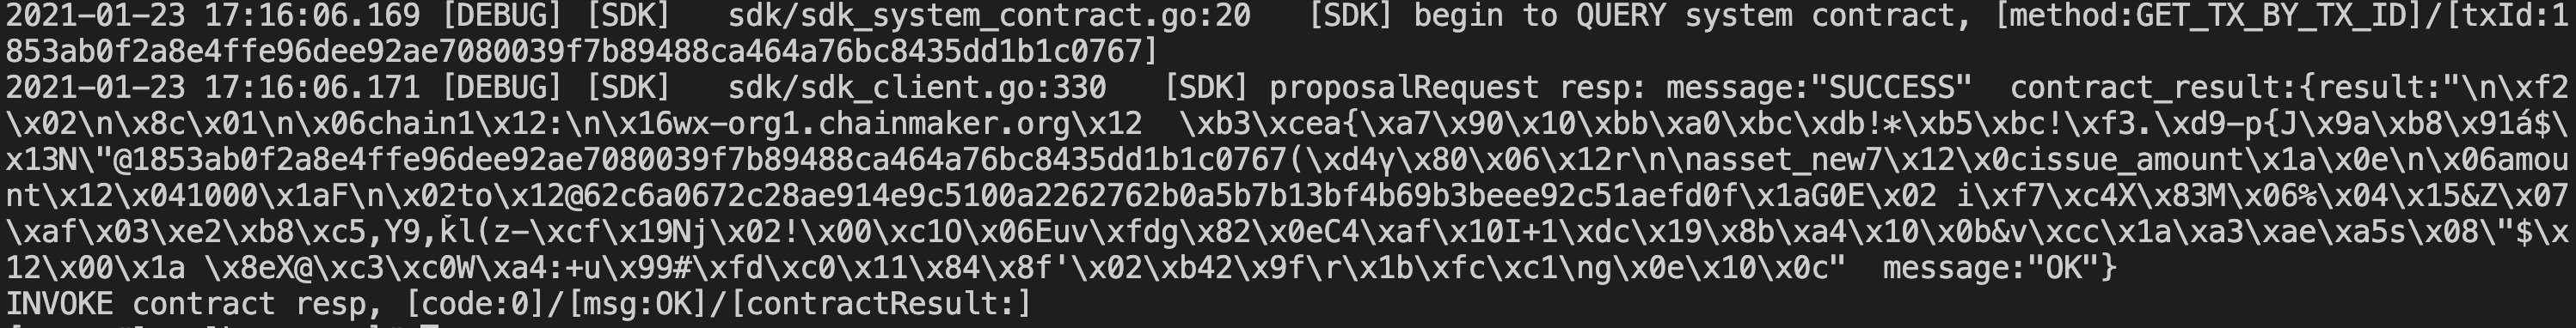 2021-01-23 17:16:06.169 [DEBUG] [SDK]   sdk/sdk_system_contract.go:20   [SDK] begin to QUERY system contract, [method:GET_TX_BY_TX_ID]/[txId:1
853ab0f2a8e4ffe96dee92ae7080039f7b89488ca464a76bc8435dd1b1c0767]
2021-01-23 17:16:06.171 [DEBUG] [SDK]   sdk/sdk_client.go:330   [SDK] proposalRequest resp: message:"SUCCESS"  contract_result:{result:"\n\xf2
\x02\n\x8c\x01\n\x06chain1\x12:\n\x16wx-org1.chainmaker.org\x12  \xb3\xcea{\xa7\x90\x10\xbb\xa0\xbc\xdb!*\xb5\xbc!\xf3.\xd9-p{J\x9a\xb8\x91á$\
x13N\"@1853ab0f2a8e4ffe96dee92ae7080039f7b89488ca464a76bc8435dd1b1c0767(\xd4γ\x80\x06\x12r\n\nasset_new7\x12\x0cissue_amount\x1a\x0e\n\x06amou
nt\x12\x041000\x1aF\n\x02to\x12@62c6a0672c28ae914e9c5100a2262762b0a5b7b13bf4b69b3beee92c51aefd0f\x1aG0E\x02 i\xf7\xc4X\x83M\x06%\x04\x15&Z\x07
\xaf\x03\xe2\xb8\xc5,Y9,ǩl(z-\xcf\x19Nj\x02!\x00\xc1O\x06Euv\xfdg\x82\x0eC4\xaf\x10I+1\xdc\x19\x8b\xa4\x10\x0b&v\xcc\x1a\xa3\xae\xa5s\x08\"$\x
12\x00\x1a \x8eX@\xc3\xc0W\xa4:+u\x99#\xfd\xc0\x11\x84\x8f'\x02\xb42\x9f\r\x1b\xfc\xc1\ng\x0e\x10\x0c"  message:"OK"}
INVOKE contract resp, [code:0]/[msg:OK]/[contractResult:]